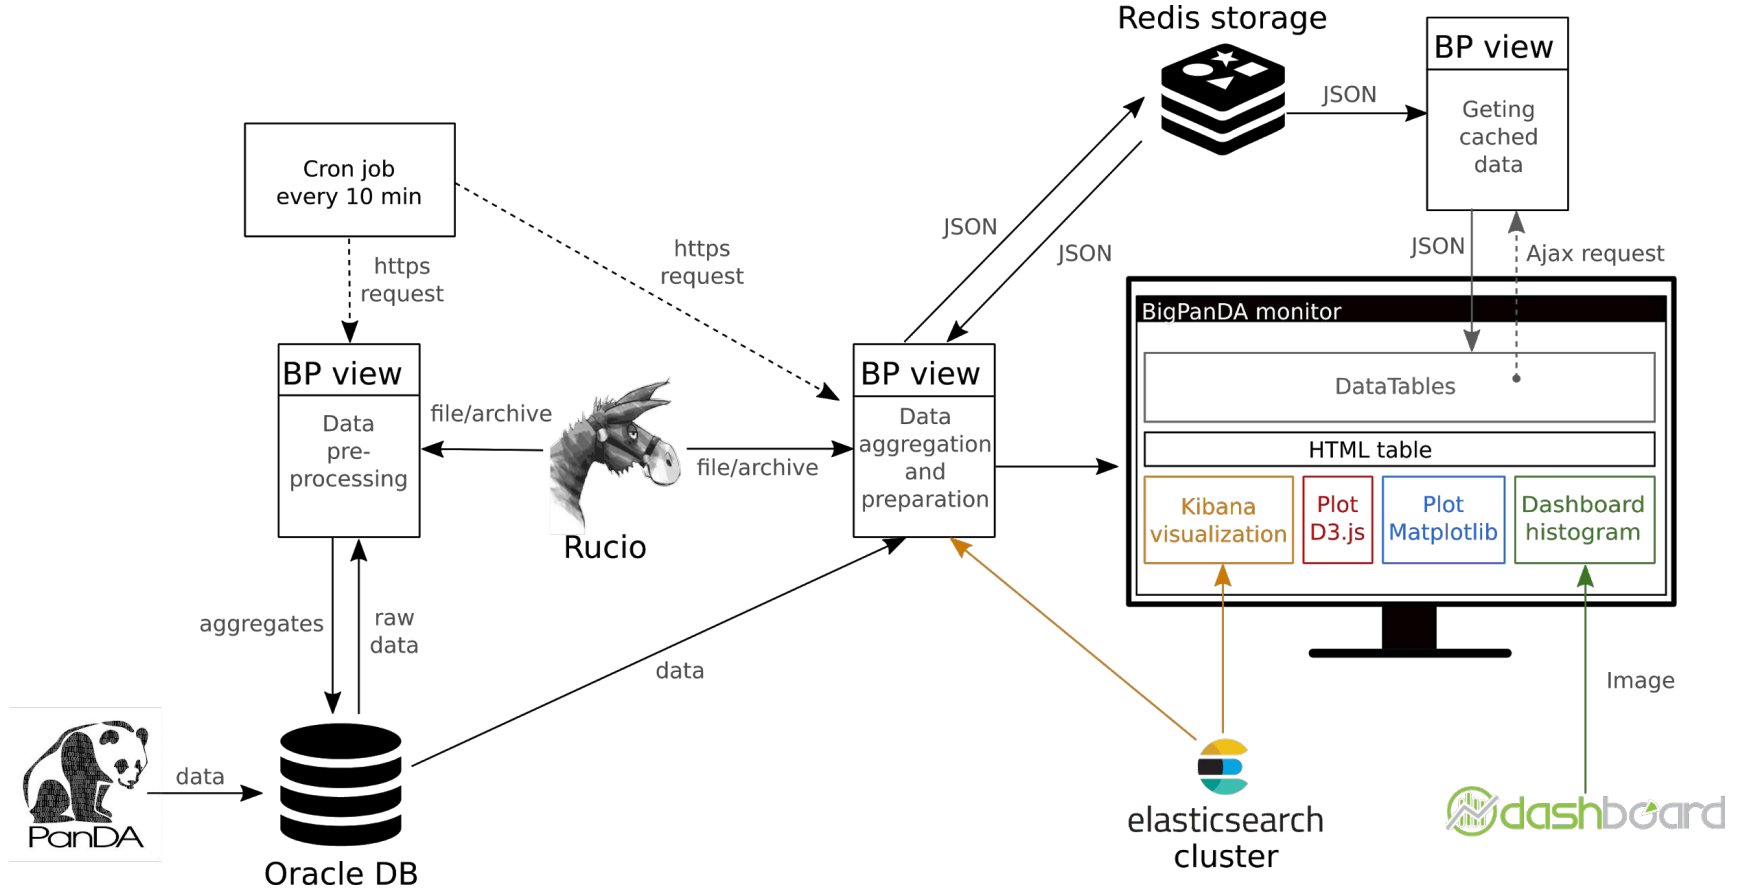 Redis storage
BP view
Geting
cached
data
JSON
Cron job
every 10 min
https
request
https
request
JSON
JSON
JSON
Ajax request
BigPanDA monitor
DataTables
HTML table
Kibana
visualization
Plot
D3.js
Plot
Matplotlib
Dashboard
histogram
BP view
Data
pre-
processing
file/archive
Rucio
file/archive
BP view
Data
aggregation
and
preparation
aggregates
raw
data
data
Image
PanDA
data
Oracle DB
elasticsearch
cluster
dashboard